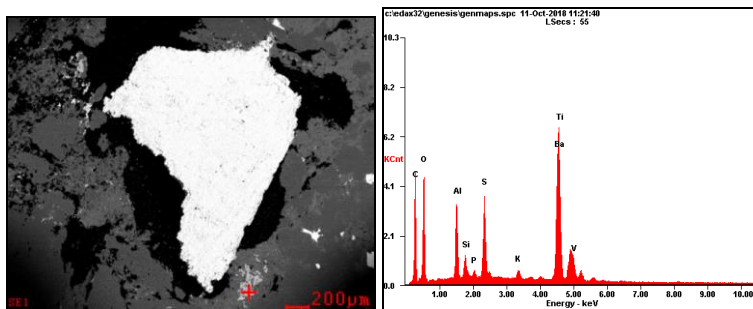 SE1
200µm
c:\edax32\genesis\genmaps.spc 11-Oct-2018 11:21:40
LSecs : 55
10.3
8.2
6.2
KCnt
4.1
2.1
0.0
C
O
Al
Si
P
S
K
Ti
Ba
V
1.00 2.00 3.00 4.00 5.00 6.00 7.00 8.00 9.00 10.00
Energy - keV